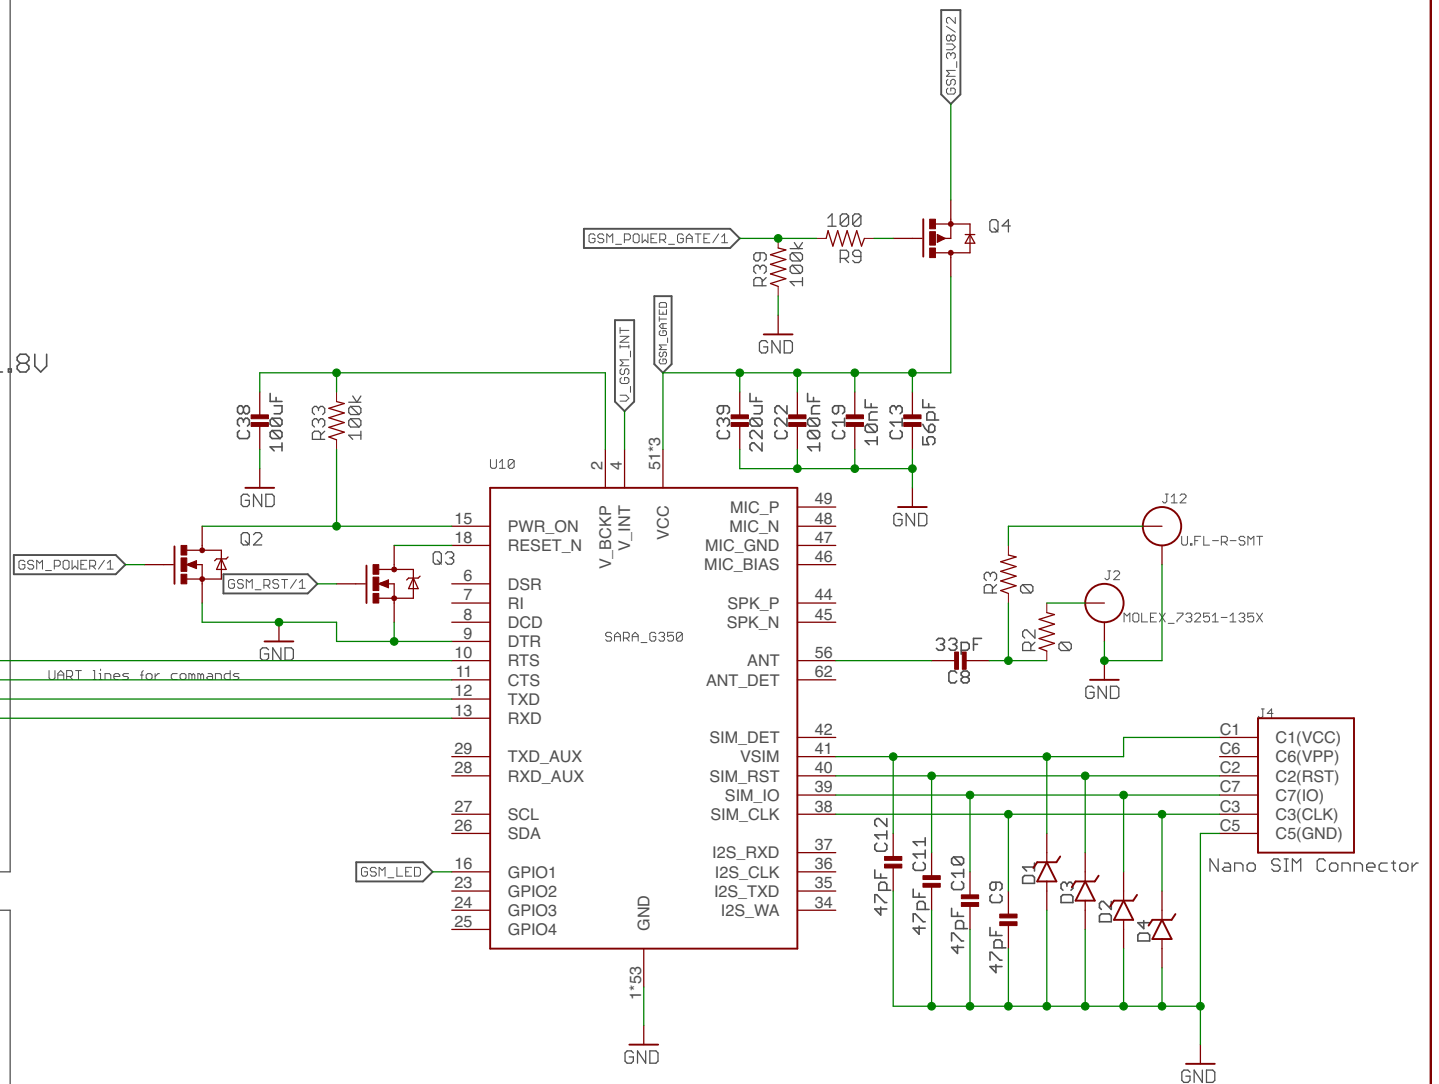 GSM_3V8/2
Q4
100
GSM_POWER_GATE/1
R9
R39
100k
GND
.8V
V_GSM_INT
GSM_GATED
C38
100uF
R33
100k
C39
220uF
C22
100nF
C19
10nF
C13
56pF
GND
GND
U10
2
4
51*3
V_BCKP
V_INT
VCC
Q2
GSM_POWER/1
Q3
GSM_RST/1
GND
UART lines for commands
15 PWR_ON
18 RESET_N
6 DSR
7 RI
8 DCD
9 DTR
10 RTS
11 CTS
12 TXD
13 RXD
29 TXD_AUX
28 RXD_AUX
27 SCL
26 SDA
GSM_LED
16 GPIO1
23 GPIO2
24 GPIO3
25 GPIO4
SARA_G350
MIC_P 49
MIC_N 48
MIC_GND 47
MIC_BIAS 46
SPK_P 44
SPK_N 45
ANT 56
ANT_DET 62
SIM_DET 42
VSIM 41
SIM_RST 40
SIM_IO 39
SIM_CLK 38
I2S_RXD 37
I2S_CLK 36
I2S_TXD 35
I2S_WA 34
GND
1*53
GND
33pF
C8
R3
0
R2
0
J12
U.FL-R-SMT
J2
MOLEX_73251-135X
GND
J4
C1 C1(VCC)
C6 C6(VPP)
C2 C2(RST)
C7 C7(IO)
C3 C3(CLK)
C5 C5(GND)
Nano SIM Connector
C12
47pF
C11
47pF
C10
47pF
C9
47pF
D1
D3
D2
D4
GND